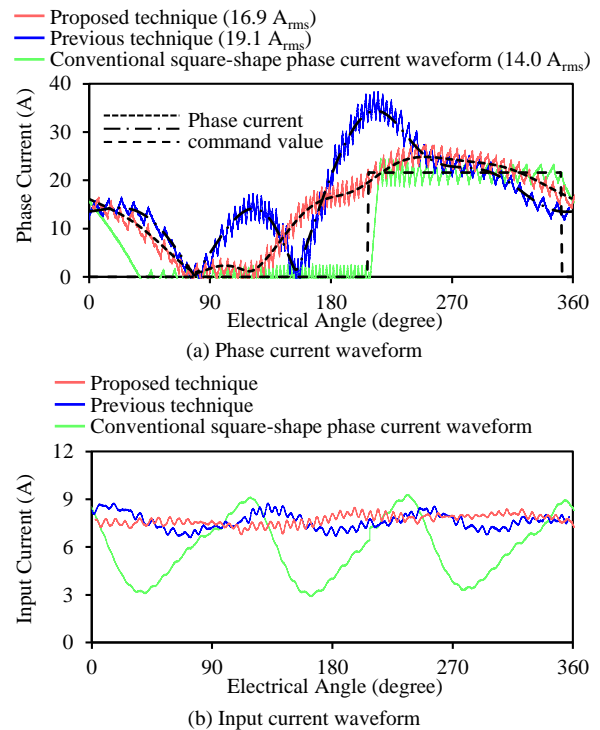 Proposed technique (16.9 Arms)
Previous technique (19.1 Arms)
Conventional square-shape phase current waveform (14.0 Arms)
40
30
20
10
0
Phase Current (A)
Phase current
command value
0
90
180
270
360
Electrical Angle (degree)
(a) Phase current waveform
Proposed technique
Previous technique
Conventional square-shape phase current waveform
12
9
6
3
0
Input Current (A)
0
90
180
270
360
Electrical Angle (degree)
(b) Input current waveform